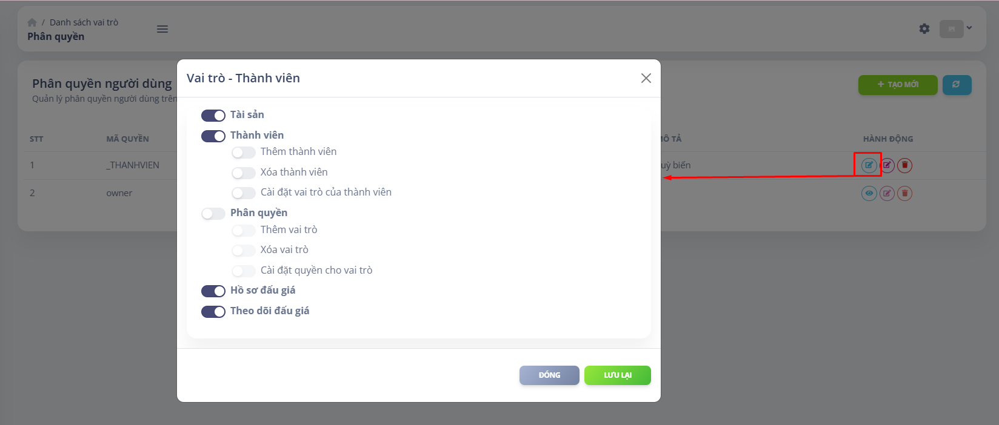 / Danh sách vai trò
Phân quyền
Phân quyền người dùng
Quản lý phân quyền người dùng trên
+ TẠO MỚI
STT MÃ QUYỀN MÔ TẢ HÀNH ĐỘNG
1 _THANHVIEN uỳ biến
2 owner
Vai trò - Thành viên
Tài sản
Thành viên
Thêm thành viên
Xóa thành viên
Cài đặt vai trò của thành viên
Phân quyền
Thêm vai trò
Xóa vai trò
Cài đặt quyền cho vai trò
Hồ sơ đấu giá
Theo dõi đấu giá
ĐÓNG LƯU LẠI